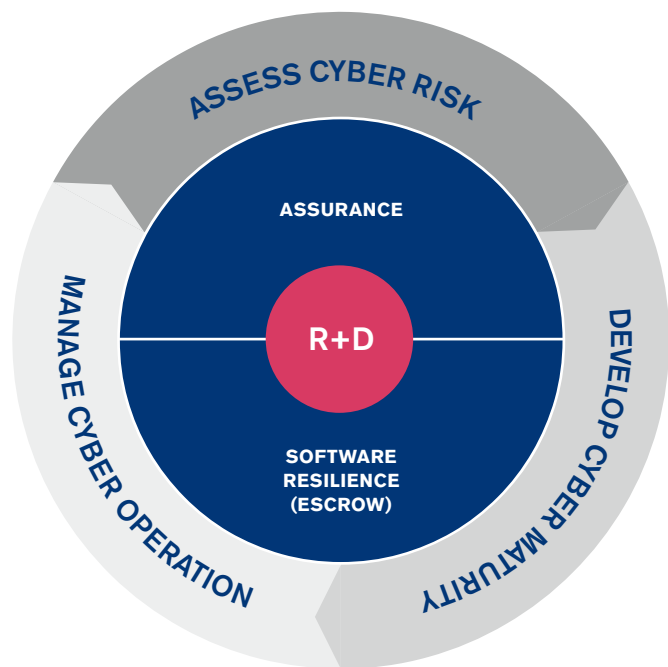 ASSESS CYBER RISK
ASSURANCE
R+D
SOFTWARE
RESILIENCE
(ESCROW)
DEVELOP CYBER MATURITY
MANAGE CYBER OPERATION